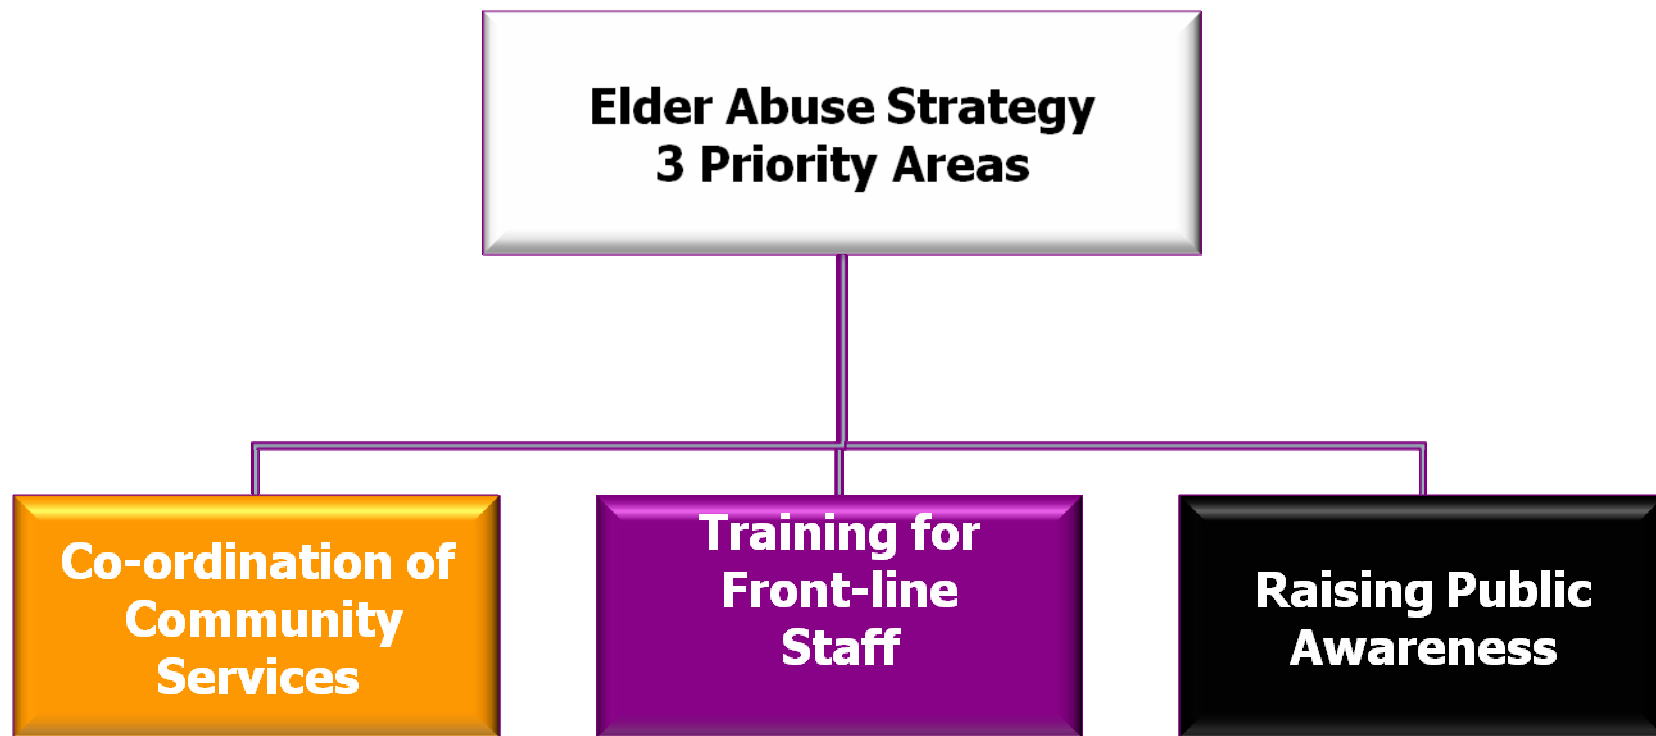 Elder Abuse Strategy
3 Priority Areas
Co-ordination of
Community
Services
Training for
Front-line
Staff
Raising Public
Awareness